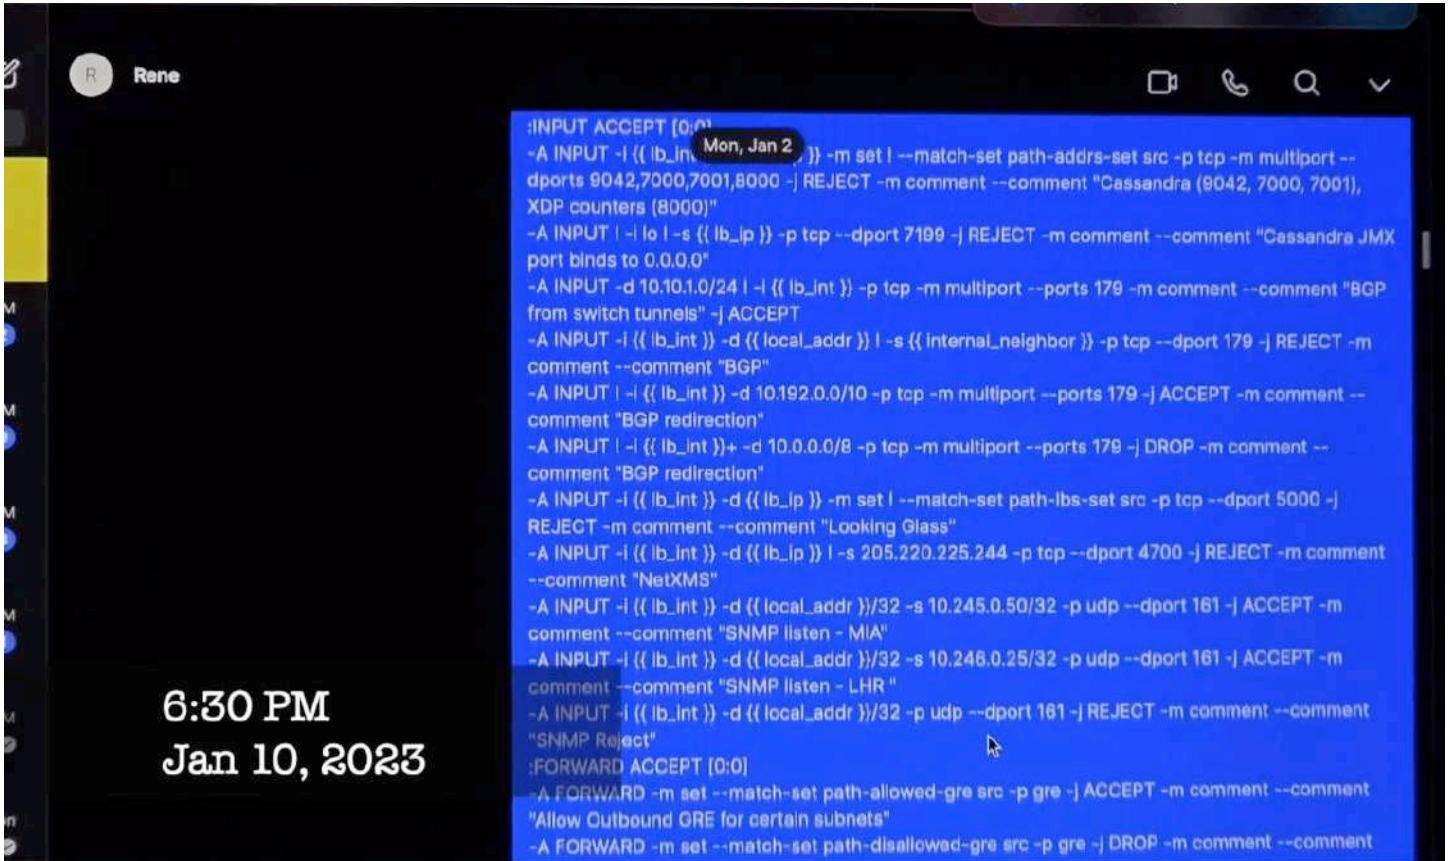 R
Rene
Mon, Jan 2
:INPUT ACCEPT [0:0]
-A INPUT -i {{ lb_int }} -m set ! --match-set path-addrs-set src -p tcp -m multiport --
dports 9042,7000,7001,8000 -j REJECT -m comment --comment "Cassandra (9042, 7000, 7001),
XDP counters (8000)"
-A INPUT ! -i lo ! -s {{ lb_ip }} -p tcp --dport 7199 -j REJECT -m comment --comment "Cassandra JMX
port binds to 0.0.0.0"
-A INPUT -d 10.10.1.0/24 ! -i {{ lb_int }} -p tcp -m multiport --ports 179 -m comment --comment "BGP
from switch tunnels" -j ACCEPT
-A INPUT -i {{ lb_int }} -d {{ local_addr }} ! -s {{ internal_neighbor }} -p tcp --dport 179 -j REJECT -m
comment --comment "BGP"
-A INPUT ! -i {{ lb_int }} -d 10.192.0.0/10 -p tcp -m multiport --ports 179 -j ACCEPT -m comment --
comment "BGP redirection"
-A INPUT ! -i {{ lb_int }}+ -d 10.0.0.0/8 -p tcp -m multiport --ports 179 -j DROP -m comment --
comment "BGP redirection"
-A INPUT -i {{ lb_int }} -d {{ lb_ip }} -m set ! --match-set path-lbs-set src -p tcp --dport 5000 -j
REJECT -m comment --comment "Looking Glass"
-A INPUT -i {{ lb_int }} -d {{ lb_ip }} ! -s 205.220.225.244 -p tcp --dport 4700 -j REJECT -m comment
--comment "NetXMS"
-A INPUT -i {{ lb_int }} -d {{ local_addr }}/32 -s 10.245.0.50/32 -p udp --dport 161 -j ACCEPT -m
comment --comment "SNMP listen - MIA"
-A INPUT -i {{ lb_int }} -d {{ local_addr }}/32 -s 10.246.0.25/32 -p udp --dport 161 -j ACCEPT -m
comment --comment "SNMP listen - LHR "
-A INPUT -i {{ lb_int }} -d {{ local_addr }}/32 -p udp --dport 161 -j REJECT -m comment --comment
"SNMP Reject"
:FORWARD ACCEPT [0:0]
-A FORWARD -m set --match-set path-allowed-gre src -p gre -j ACCEPT -m comment --comment
"Allow Outbound GRE for certain subnets"
-A FORWARD -m set --match-set path-disallowed-gre src -p gre -j DROP -m comment --comment
6:30 PM
Jan 10, 2023